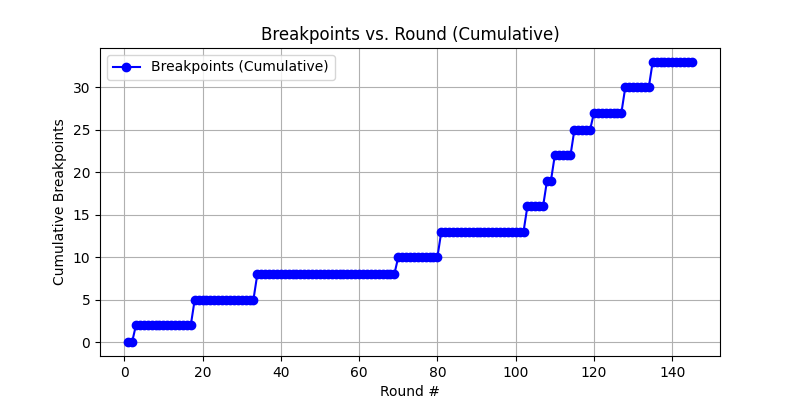 Breakpoints vs. Round (Cumulative)
Breakpoints (Cumulative)
Cumulative Breakpoints
30
25
20
15
10
5
0
0 20 40 60 80 100 120 140
Round #